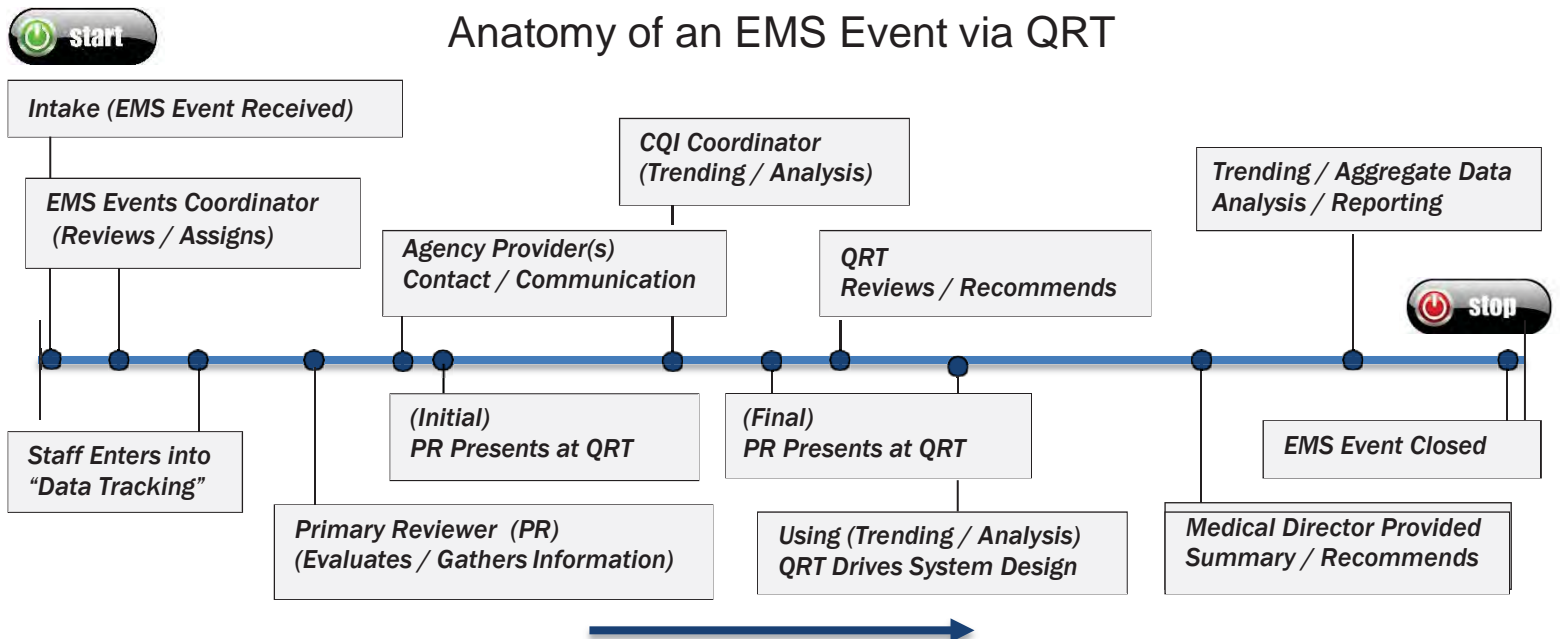 start
Anatomy of an EMS Event via QRT
Intake (EMS Event Received)
EMS Events Coordinator
(Reviews / Assigns)
Staff Enters into
“Data Tracking”
Primary Reviewer (PR)
(Evaluates / Gathers Information)
Agency Provider(s)
Contact / Communication
(Initial)
PR Presents at QRT
CQI Coordinator
(Trending / Analysis)
(Final)
PR Presents at QRT
QRT
Reviews / Recommends
Using (Trending / Analysis)
QRT Drives System Design
Medical Director Provided
Summary / Recommends
Trending / Aggregate Data
Analysis / Reporting
EMS Event Closed
stop